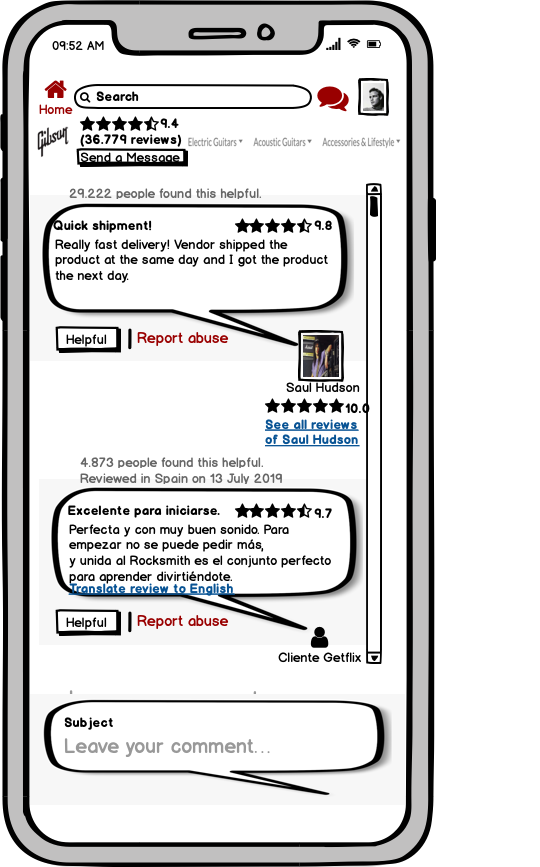 09:52 AM
Search
Home
Gibson
9.4
(36.779 reviews)
Send a Message
Electric Guitars
Acoustic Guitars
Accessories & Lifestyle
29.222 people found this helpful.
Quick shipment!
9.8
Really fast delivery! Vendor shipped the
product at the same day and I got the product
the next day.
Helpful
Report abuse
Saul Hudson
10.0
See all reviews
of Saul Hudson
4.873 people found this helpful.
Reviewed in Spain on 13 July 2019
Excelente para iniciarse.
9.7
Perfecta y con muy buen sonido. Para
empezar no se puede pedir más,
y unida al Rocksmith es el conjunto perfecto
para aprender divirtiéndote.
Translate review to English
Helpful
Report abuse
Cliente Getflix
Subject
Leave your comment...